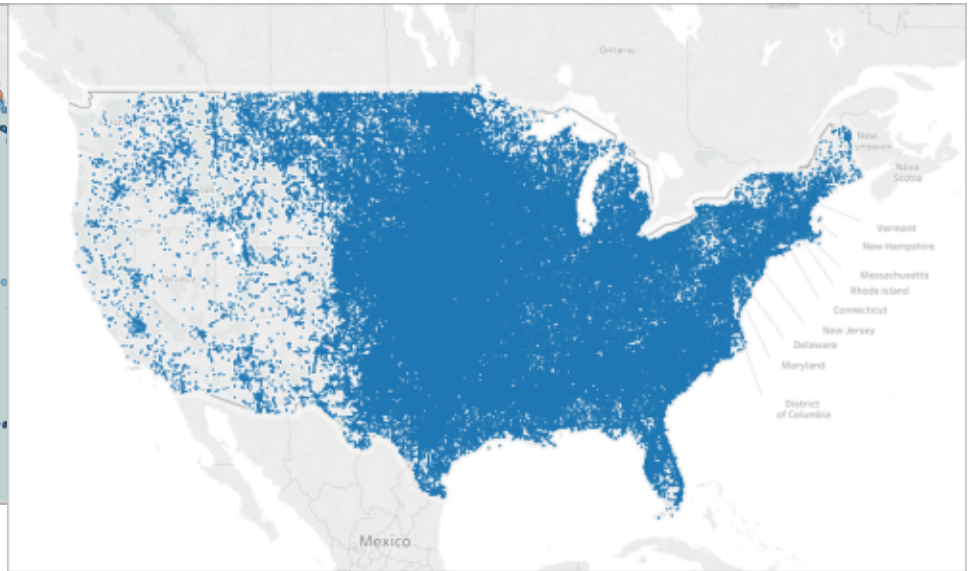 Ontario
New
Nova
Scotia
Vermont
New Hampshire
Massachusetts
Rhode Island
Connecticut
New Jersey
Delaware
Maryland
District
of Columbia
Mexico